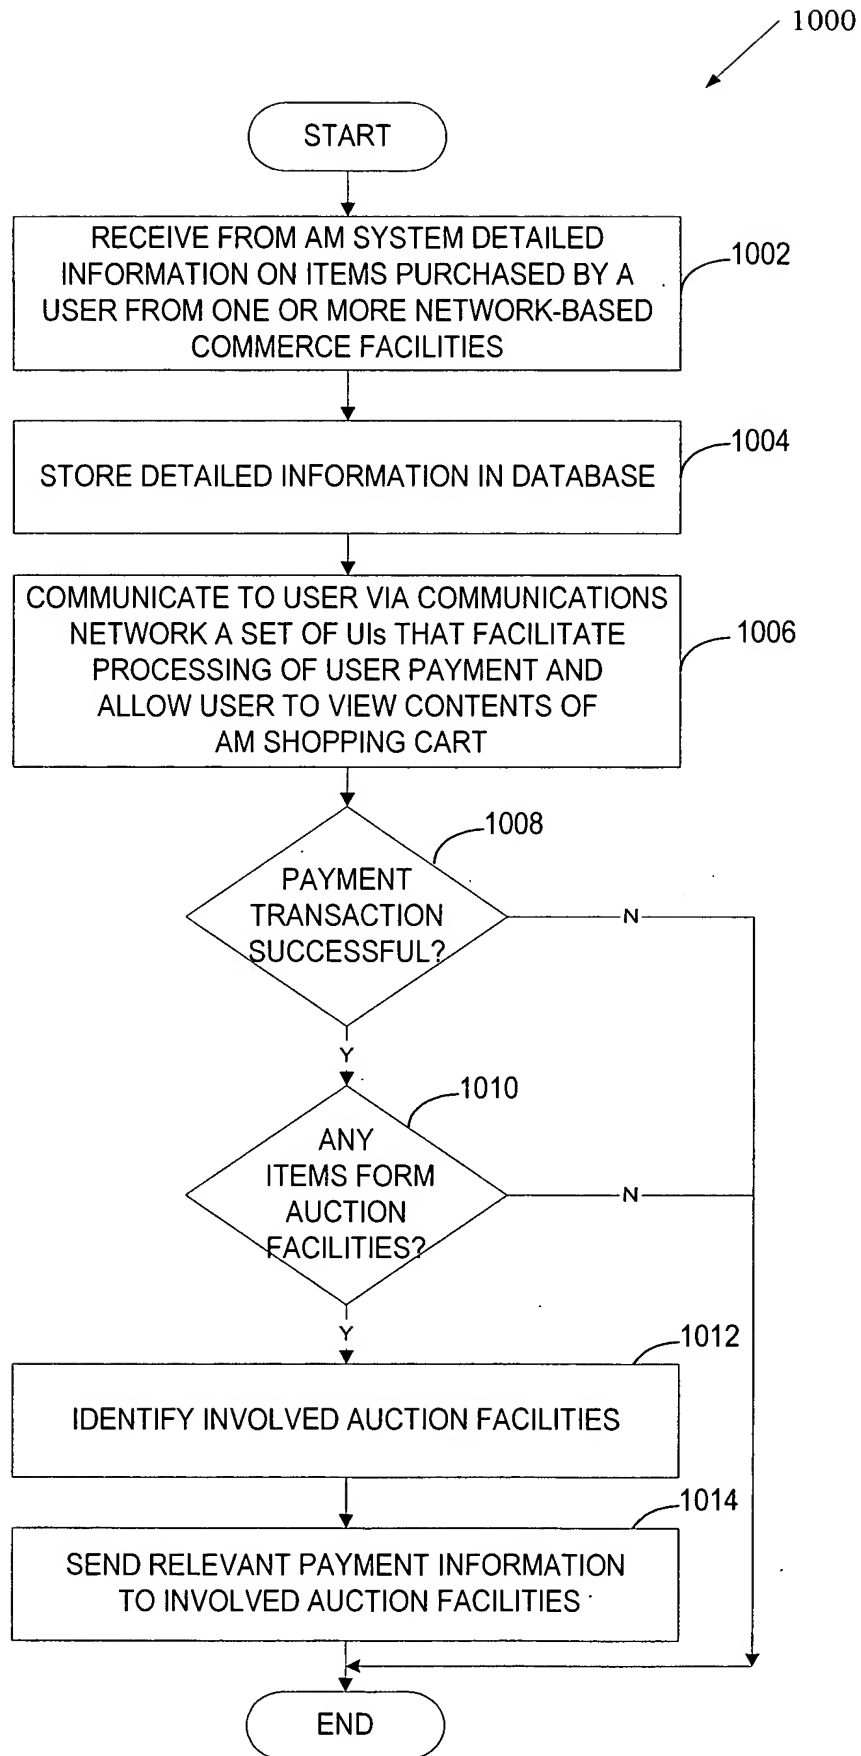 1000
START
RECEIVE FROM AM SYSTEM DETAILED
INFORMATION ON ITEMS PURCHASED BY A
USER FROM ONE OR MORE NETWORK-BASED
COMMERCE FACILITIES
1002
STORE DETAILED INFORMATION IN DATABASE
1004
COMMUNICATE TO USER VIA COMMUNICATIONS
NETWORK A SET OF UIs THAT FACILITATE
PROCESSING OF USER PAYMENT AND
ALLOW USER TO VIEW CONTENTS OF
AM SHOPPING CART
1006
PAYMENT
TRANSACTION
SUCCESSFUL?
1008
N
Y
ANY
ITEMS FORM
AUCTION
FACILITIES?
1010
N
Y
IDENTIFY INVOLVED AUCTION FACILITIES
1012
SEND RELEVANT PAYMENT INFORMATION
TO INVOLVED AUCTION FACILITIES
1014
END